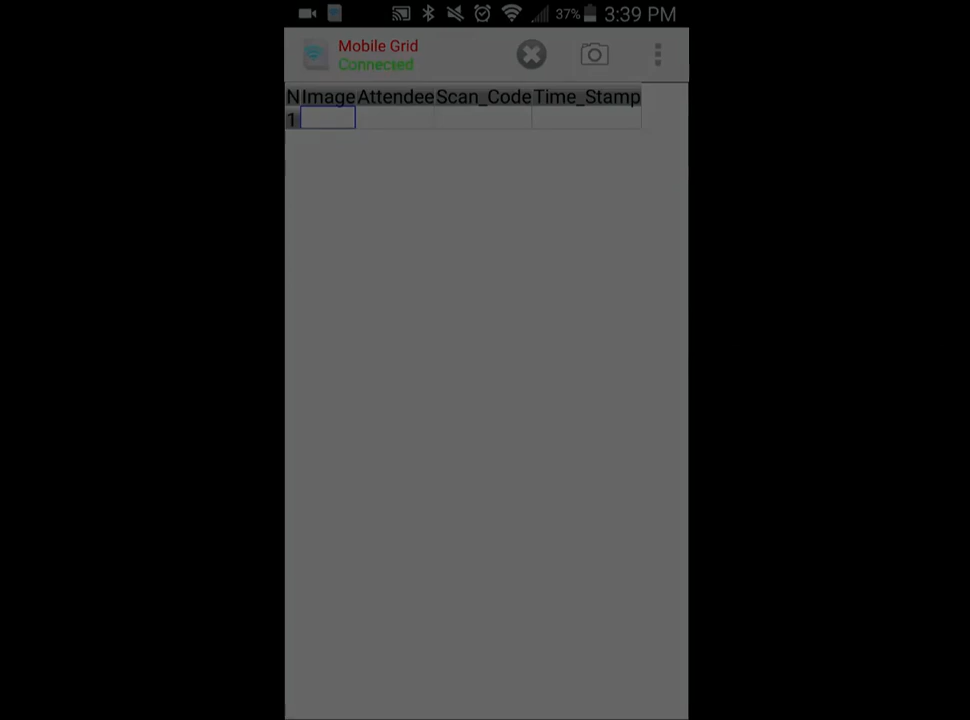 37% 3:39 PM
Mobile Grid
Connected
N Image Attendee Scan_Code Time_Stamp
1